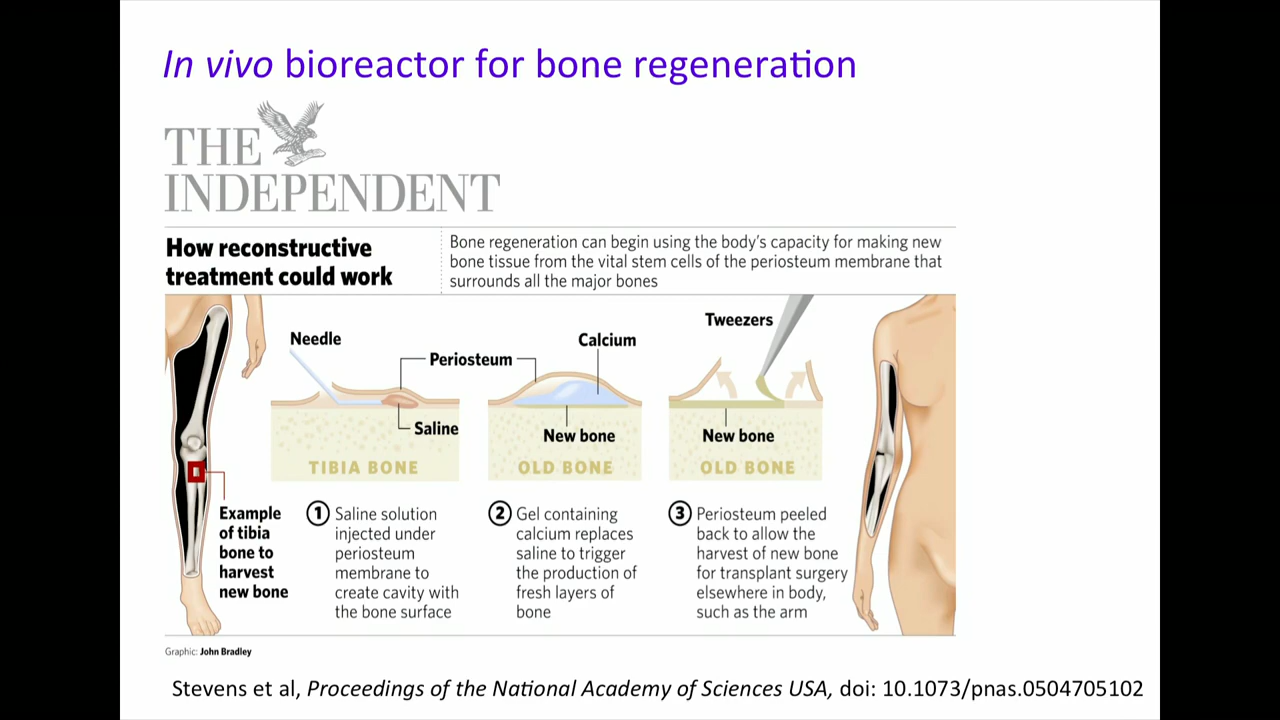 In vivo bioreactor for bone regeneration
THE
INDEPENDENT
How reconstructive
treatment could work
Bone regeneration can begin using the body's capacity for making new
bone tissue from the vital stem cells of the periosteum membrane that
surrounds all the major bones
Needle
Periosteum
Saline
TIBIA BONE
Calcium
New bone
OLD BONE
Tweezers
New bone
OLD BONE
Example
of tibia
bone to
harvest
new bone
1 Saline solution
injected under
periosteum
membrane to
create cavity with
the bone surface
2 Gel containing
calcium replaces
saline to trigger
the production of
fresh layers of
bone
3 Periosteum peeled
back to allow the
harvest of new bone
for transplant surgery
elsewhere in body,
such as the arm
Graphic: John Bradley
Stevens et al, Proceedings of the National Academy of Sciences USA, doi: 10.1073/pnas.0504705102